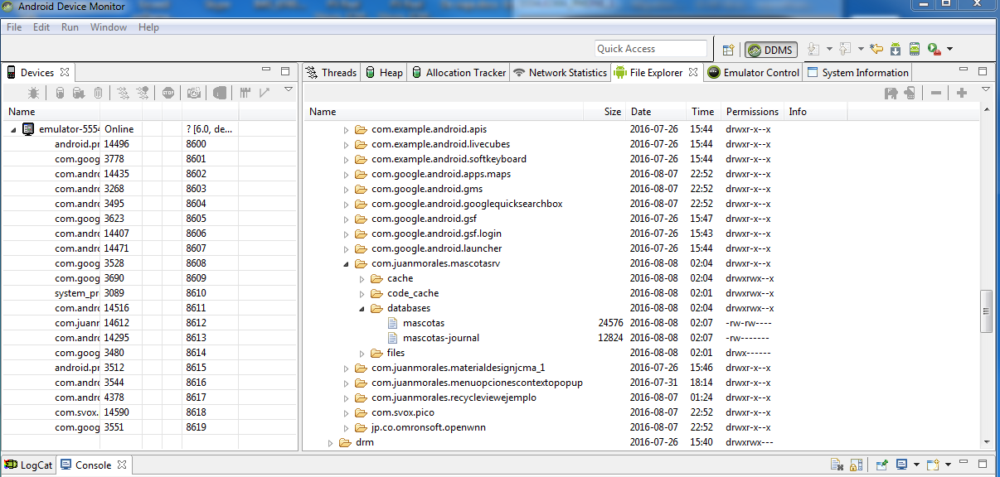 Android Device Monitor
File Edit Run Window Help
Quick Access DDMS
Devices
Name
emulator-5554 Online ? [6.0, de...
android.pr 14496 8600
com.goog 3778 8601
com.andro 14435 8602
com.andro 3268 8603
com.andro 3495 8604
com.goog 3623 8605
com.andro 14407 8606
com.andro 14471 8607
com.goog 3528 8608
com.goog 3690 8609
system_pr 3089 8610
com.andro 14516 8611
com.juanr 14612 8612
com.andro 14295 8613
com.goog 3480 8614
android.pr 3512 8615
com.andro 3544 8616
com.andro 4378 8617
com.svox. 14590 8618
com.goog 3551 8619
Threads Heap Allocation Tracker Network Statistics File Explorer Emulator Control System Information
Name Size Date Time Permissions Info
com.example.android.apis 2016-07-26 15:44 drwxr-x--x
com.example.android.livecubes 2016-07-26 15:44 drwxr-x--x
com.example.android.softkeyboard 2016-07-26 15:44 drwxr-x--x
com.google.android.apps.maps 2016-08-07 22:52 drwxr-x--x
com.google.android.gms 2016-08-07 22:52 drwxr-x--x
com.google.android.googlequicksearchbox 2016-08-07 22:52 drwxr-x--x
com.google.android.gsf 2016-07-26 15:47 drwxr-x--x
com.google.android.gsf.login 2016-07-26 15:43 drwxr-x--x
com.google.android.launcher 2016-07-26 15:44 drwxr-x--x
com.juanmorales.mascotasrv 2016-08-08 02:04 drwxr-x--x
cache 2016-08-08 02:04 drwxrwx--x
code_cache 2016-08-08 02:01 drwxrwx--x
databases 2016-08-08 02:04 drwxrwx--x
mascotas 24576 2016-08-08 02:07 -rw-rw----
mascotas-journal 12824 2016-08-08 02:07 -rw-------
files 2016-08-08 02:01 drwx------
com.juanmorales.materialdesignjcma_1 2016-07-26 15:46 drwxr-x--x
com.juanmorales.menuopcionescontextopopup 2016-07-31 18:14 drwxr-x--x
com.juanmorales.recycleviewejemplo 2016-08-07 01:24 drwxr-x--x
com.svox.pico 2016-08-07 22:52 drwxr-x--x
jp.co.omronsoft.openwnn 2016-08-07 22:52 drwxr-x--x
drm 2016-07-26 15:40 drwxrwx---
LogCat Console